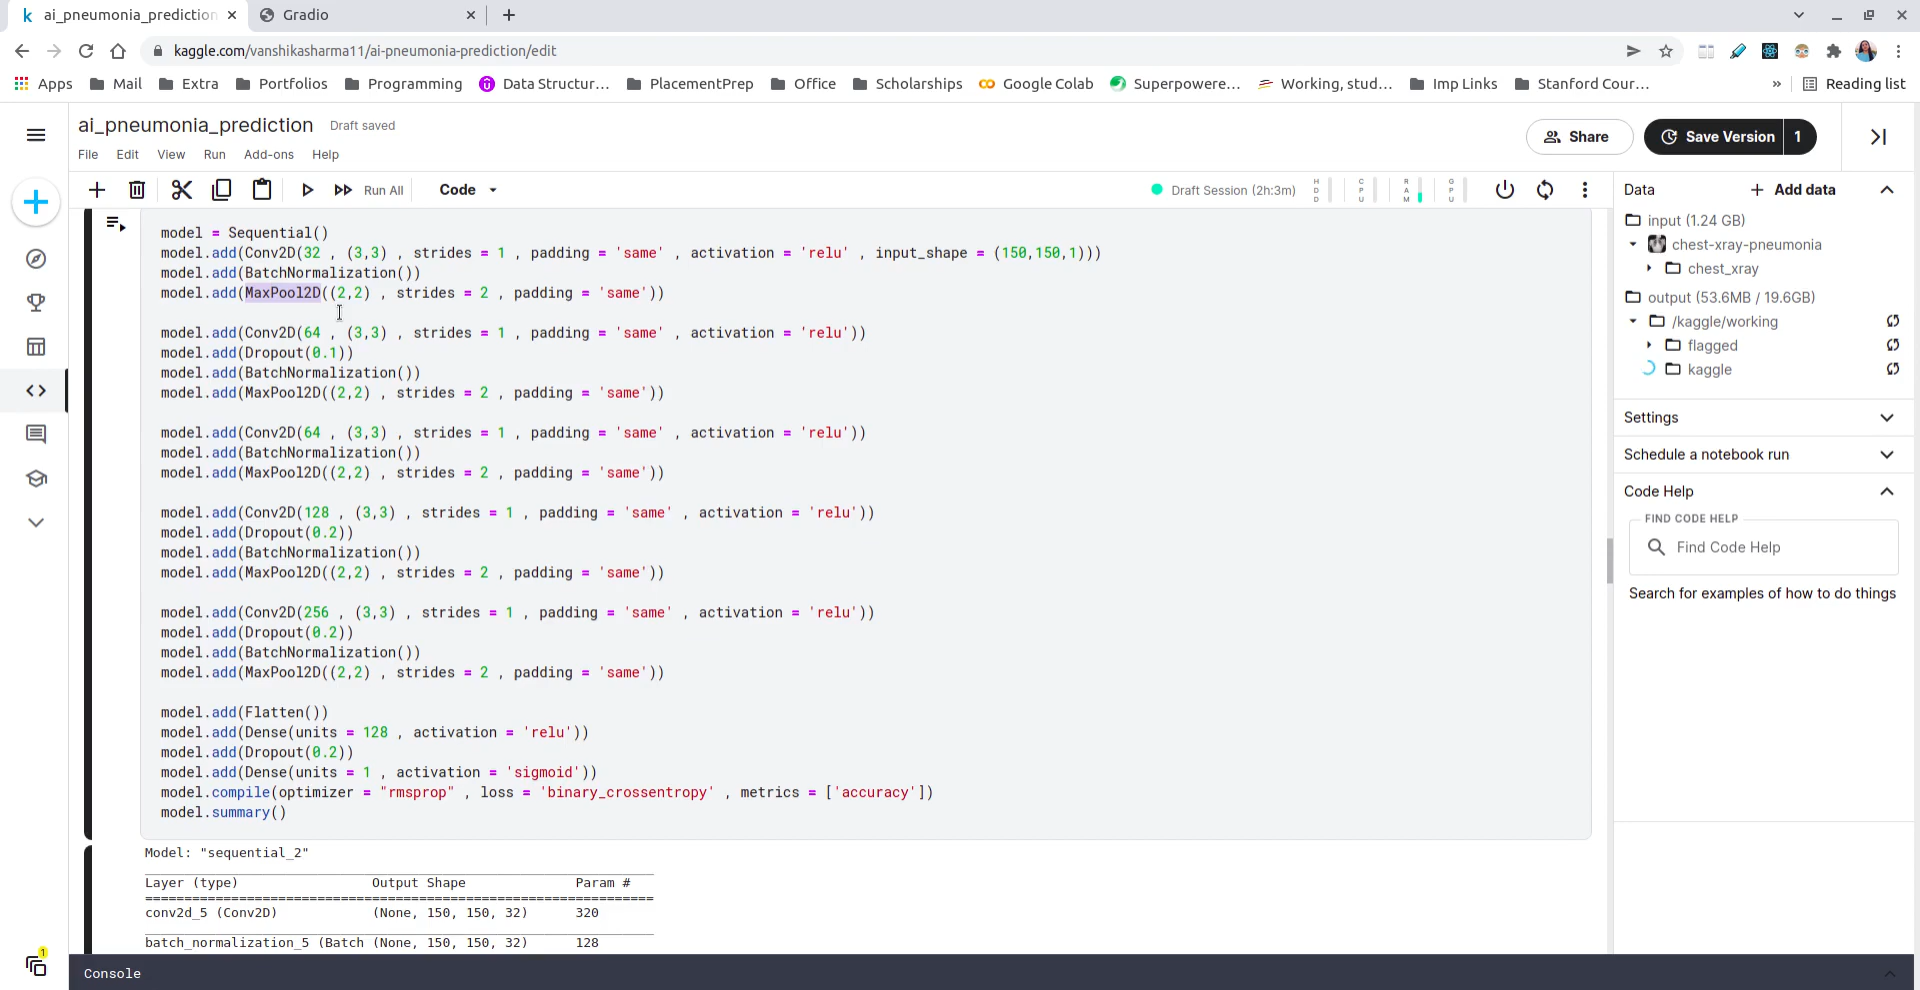 ai_pneumonia_prediction
Gradio
kaggle.com/vanshikasharma11/ai-pneumonia-prediction/edit
Apps Mail Extra Portfolios Programming Data Structur... PlacementPrep Office Scholarships Google Colab Superpowere... Working, stud... Imp Links Stanford Cour... » Reading list
ai_pneumonia_prediction Draft saved
File Edit View Run Add-ons Help
Share
Save Version 1
Run All Code
Draft Session (2h:3m) HDD CPU RAM GPU
model = Sequential()
model.add(Conv2D(32 , (3,3) , strides = 1 , padding = 'same' , activation = 'relu' , input_shape = (150,150,1)))
model.add(BatchNormalization())
model.add(MaxPool2D((2,2) , strides = 2 , padding = 'same'))
model.add(Conv2D(64 , (3,3) , strides = 1 , padding = 'same' , activation = 'relu'))
model.add(Dropout(0.1))
model.add(BatchNormalization())
model.add(MaxPool2D((2,2) , strides = 2 , padding = 'same'))
model.add(Conv2D(64 , (3,3) , strides = 1 , padding = 'same' , activation = 'relu'))
model.add(BatchNormalization())
model.add(MaxPool2D((2,2) , strides = 2 , padding = 'same'))
model.add(Conv2D(128 , (3,3) , strides = 1 , padding = 'same' , activation = 'relu'))
model.add(Dropout(0.2))
model.add(BatchNormalization())
model.add(MaxPool2D((2,2) , strides = 2 , padding = 'same'))
model.add(Conv2D(256 , (3,3) , strides = 1 , padding = 'same' , activation = 'relu'))
model.add(Dropout(0.2))
model.add(BatchNormalization())
model.add(MaxPool2D((2,2) , strides = 2 , padding = 'same'))
model.add(Flatten())
model.add(Dense(units = 128 , activation = 'relu'))
model.add(Dropout(0.2))
model.add(Dense(units = 1 , activation = 'sigmoid'))
model.compile(optimizer = "rmsprop" , loss = 'binary_crossentropy' , metrics = ['accuracy'])
model.summary()
Model: "sequential_2"
Layer (type) Output Shape Param #
conv2d_5 (Conv2D) (None, 150, 150, 32) 320
batch_normalization_5 (Batch (None, 150, 150, 32) 128
Data + Add data
input (1.24 GB)
chest-xray-pneumonia
chest_xray
output (53.6MB / 19.6GB)
/kaggle/working
flagged
kaggle
Settings
Schedule a notebook run
Code Help
FIND CODE HELP
Find Code Help
Search for examples of how to do things
1
Console